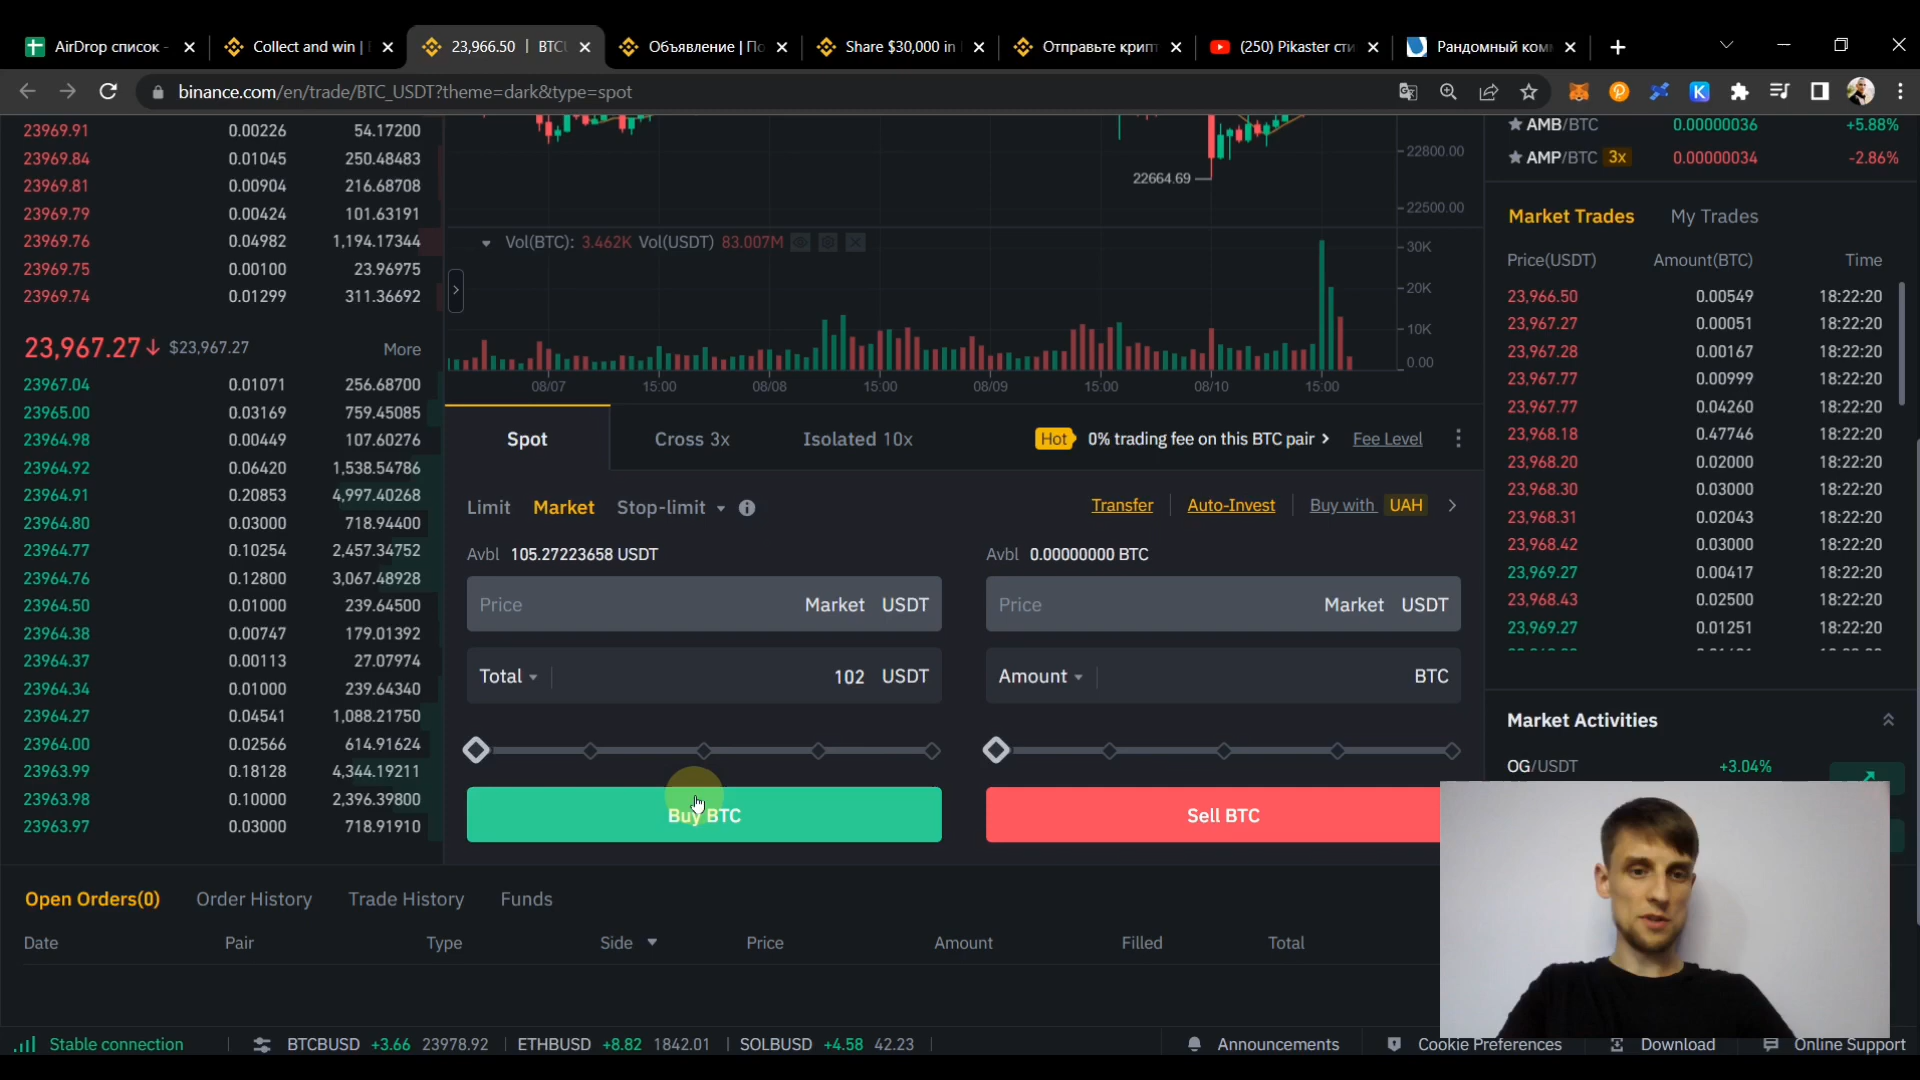 AirDrop список -
Collect and win |
23,966.50 | BTC
Объявление | По
Share $30,000 in
Отправьте крипт
(250) Pikaster сти
Рандомный ком
binance.com/en/trade/BTC_USDT?theme=dark&type=spot
23969.91 0.00226 54.17200
23969.84 0.01045 250.48483
23969.81 0.00904 216.68708
23969.79 0.00424 101.63191
23969.76 0.04982 1,194.17344
23969.75 0.00100 23.96975
23969.74 0.01299 311.36692
23,967.27 $23,967.27 More
23967.04 0.01071 256.68700
23965.00 0.03169 759.45085
23964.98 0.00449 107.60276
23964.92 0.06420 1,538.54786
23964.91 0.20853 4,997.40268
23964.80 0.03000 718.94400
23964.77 0.10254 2,457.34752
23964.76 0.12800 3,067.48928
23964.50 0.01000 239.64500
23964.38 0.00747 179.01392
23964.37 0.00113 27.07974
23964.34 0.01000 239.64340
23964.27 0.04541 1,088.21750
23964.00 0.02566 614.91624
23963.99 0.18128 4,344.19211
23963.98 0.10000 2,396.39800
23963.97 0.03000 718.91910
22800.00
22664.69
22500.00
Vol(BTC): 3.462K Vol(USDT) 83.007M
30K
20K
10K
0.00
08/07 15:00 08/08 15:00 08/09 15:00 08/10 15:00
Spot Cross 3x Isolated 10x Hot 0% trading fee on this BTC pair Fee Level
Limit Market Stop-limit Transfer Auto-Invest Buy with UAH
Avbl 105.27223658 USDT
Price Market USDT
Total 102 USDT
Buy BTC
Avbl 0.00000000 BTC
Price Market USDT
Amount BTC
Sell BTC
AMB/BTC 0.00000036 +5.88%
AMP/BTC 3x 0.00000034 -2.86%
Market Trades My Trades
Price(USDT) Amount(BTC) Time
23,966.50 0.00549 18:22:20
23,967.27 0.00051 18:22:20
23,967.28 0.00167 18:22:20
23,967.77 0.00999 18:22:20
23,967.77 0.04260 18:22:20
23,968.18 0.47746 18:22:20
23,968.20 0.02000 18:22:20
23,968.30 0.03000 18:22:20
23,968.31 0.02043 18:22:20
23,968.42 0.03000 18:22:20
23,969.27 0.00417 18:22:20
23,968.43 0.02500 18:22:20
23,969.27 0.01251 18:22:20
Market Activities
OG/USDT +3.04%
Open Orders(0) Order History Trade History Funds
Date Pair Type Side Price Amount Filled Total
Stable connection BTCBUSD +3.66 23978.92 ETHBUSD +8.82 1842.01 SOLBUSD +4.58 42.23 Announcements Cookie Preferences Download Online Support